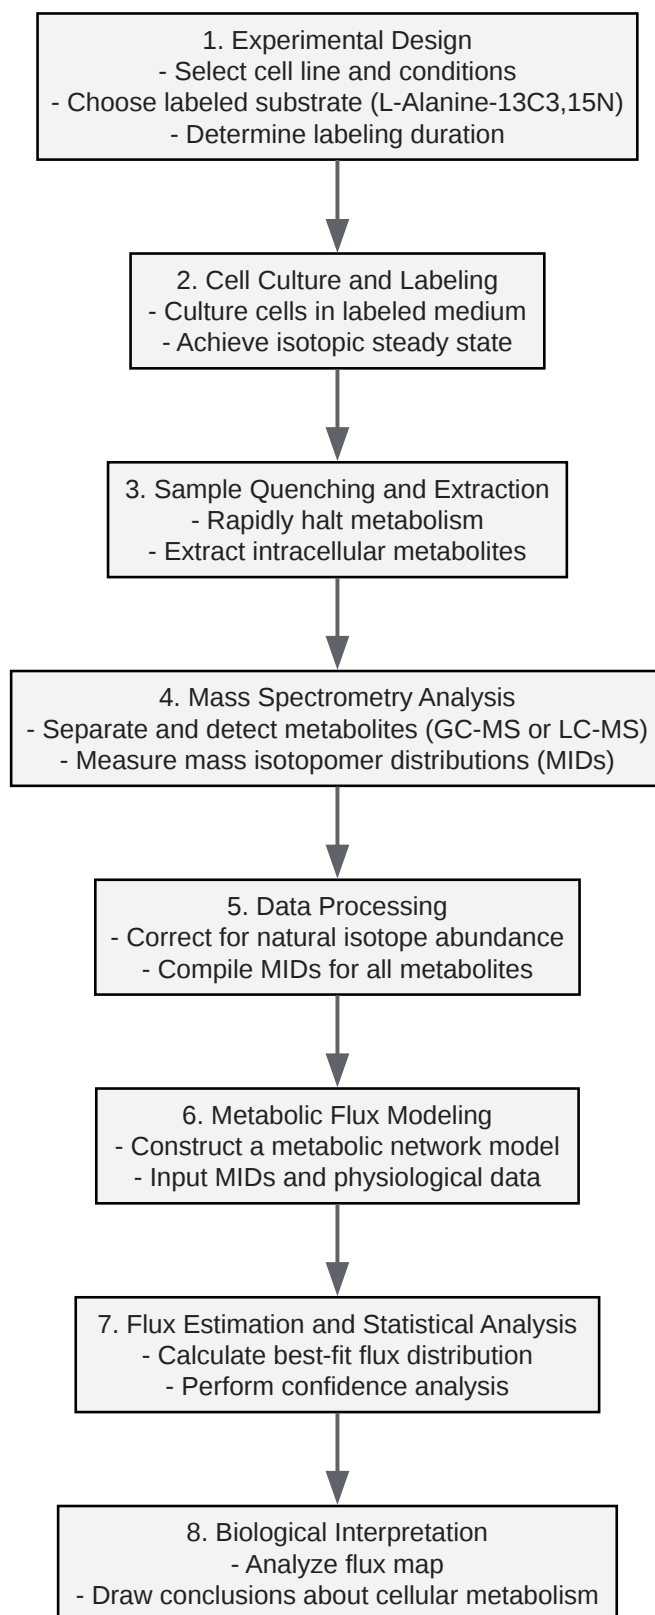 1. Experimental Design
- Select cell line and conditions
- Choose labeled substrate (L-Alanine-13C3,15N)
- Determine labeling duration
2. Cell Culture and Labeling
- Culture cells in labeled medium
- Achieve isotopic steady state
3. Sample Quenching and Extraction
- Rapidly halt metabolism
- Extract intracellular metabolites
4. Mass Spectrometry Analysis
- Separate and detect metabolites (GC-MS or LC-MS)
- Measure mass isotopomer distributions (MIDs)
5. Data Processing
- Correct for natural isotope abundance
- Compile MIDs for all metabolites
6. Metabolic Flux Modeling
- Construct a metabolic network model
- Input MIDs and physiological data
7. Flux Estimation and Statistical Analysis
- Calculate best-fit flux distribution
- Perform confidence analysis
8. Biological Interpretation
- Analyze flux map
- Draw conclusions about cellular metabolism